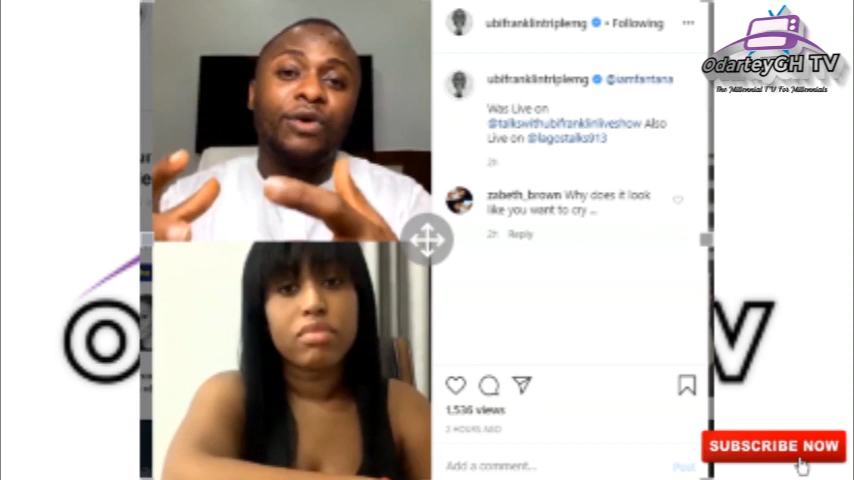 ubifranklintriplemg • Following
ubifranklintriplemg @iamfantana
Was Live on
@talkswithubifranklinliveshow Also
Live on @lagostalks913
2h
zabeth_brown Why does it look
like you want to cry ...
2h Reply
1,536 views
2 HOURS AGO
Add a comment... Post
OdarteyGH TV
The Millennial TV For Millennials
SUBSCRIBE NOW
O
V